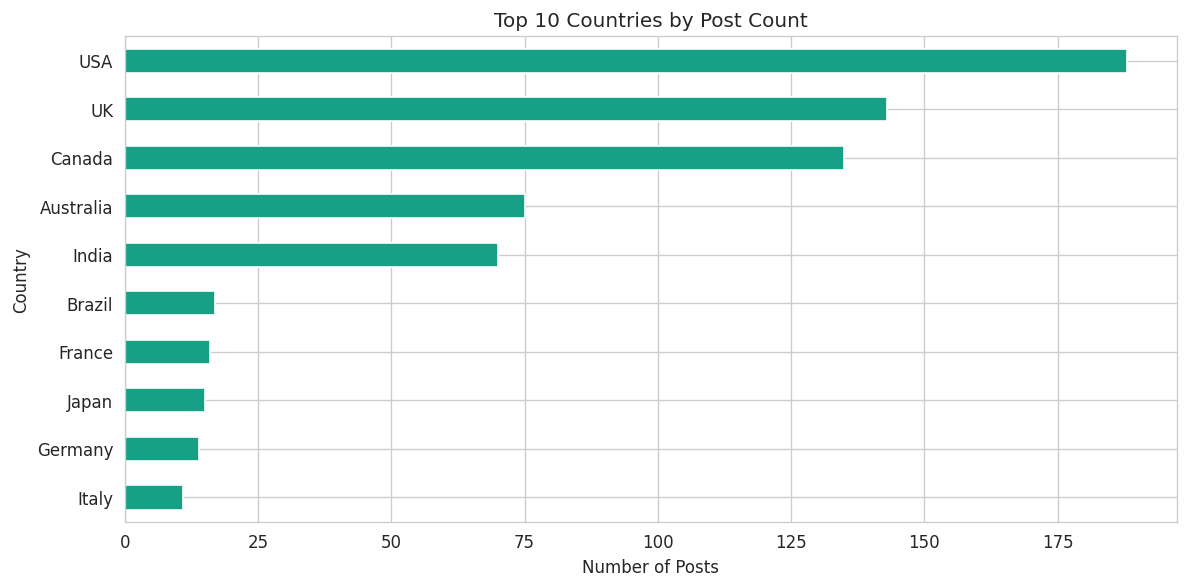 Top 10 Countries by Post Count
USA
UK
Canada
Australia
India
Brazil
France
Japan
Germany
Italy
Country
0 25 50 75 100 125 150 175
Number of Posts